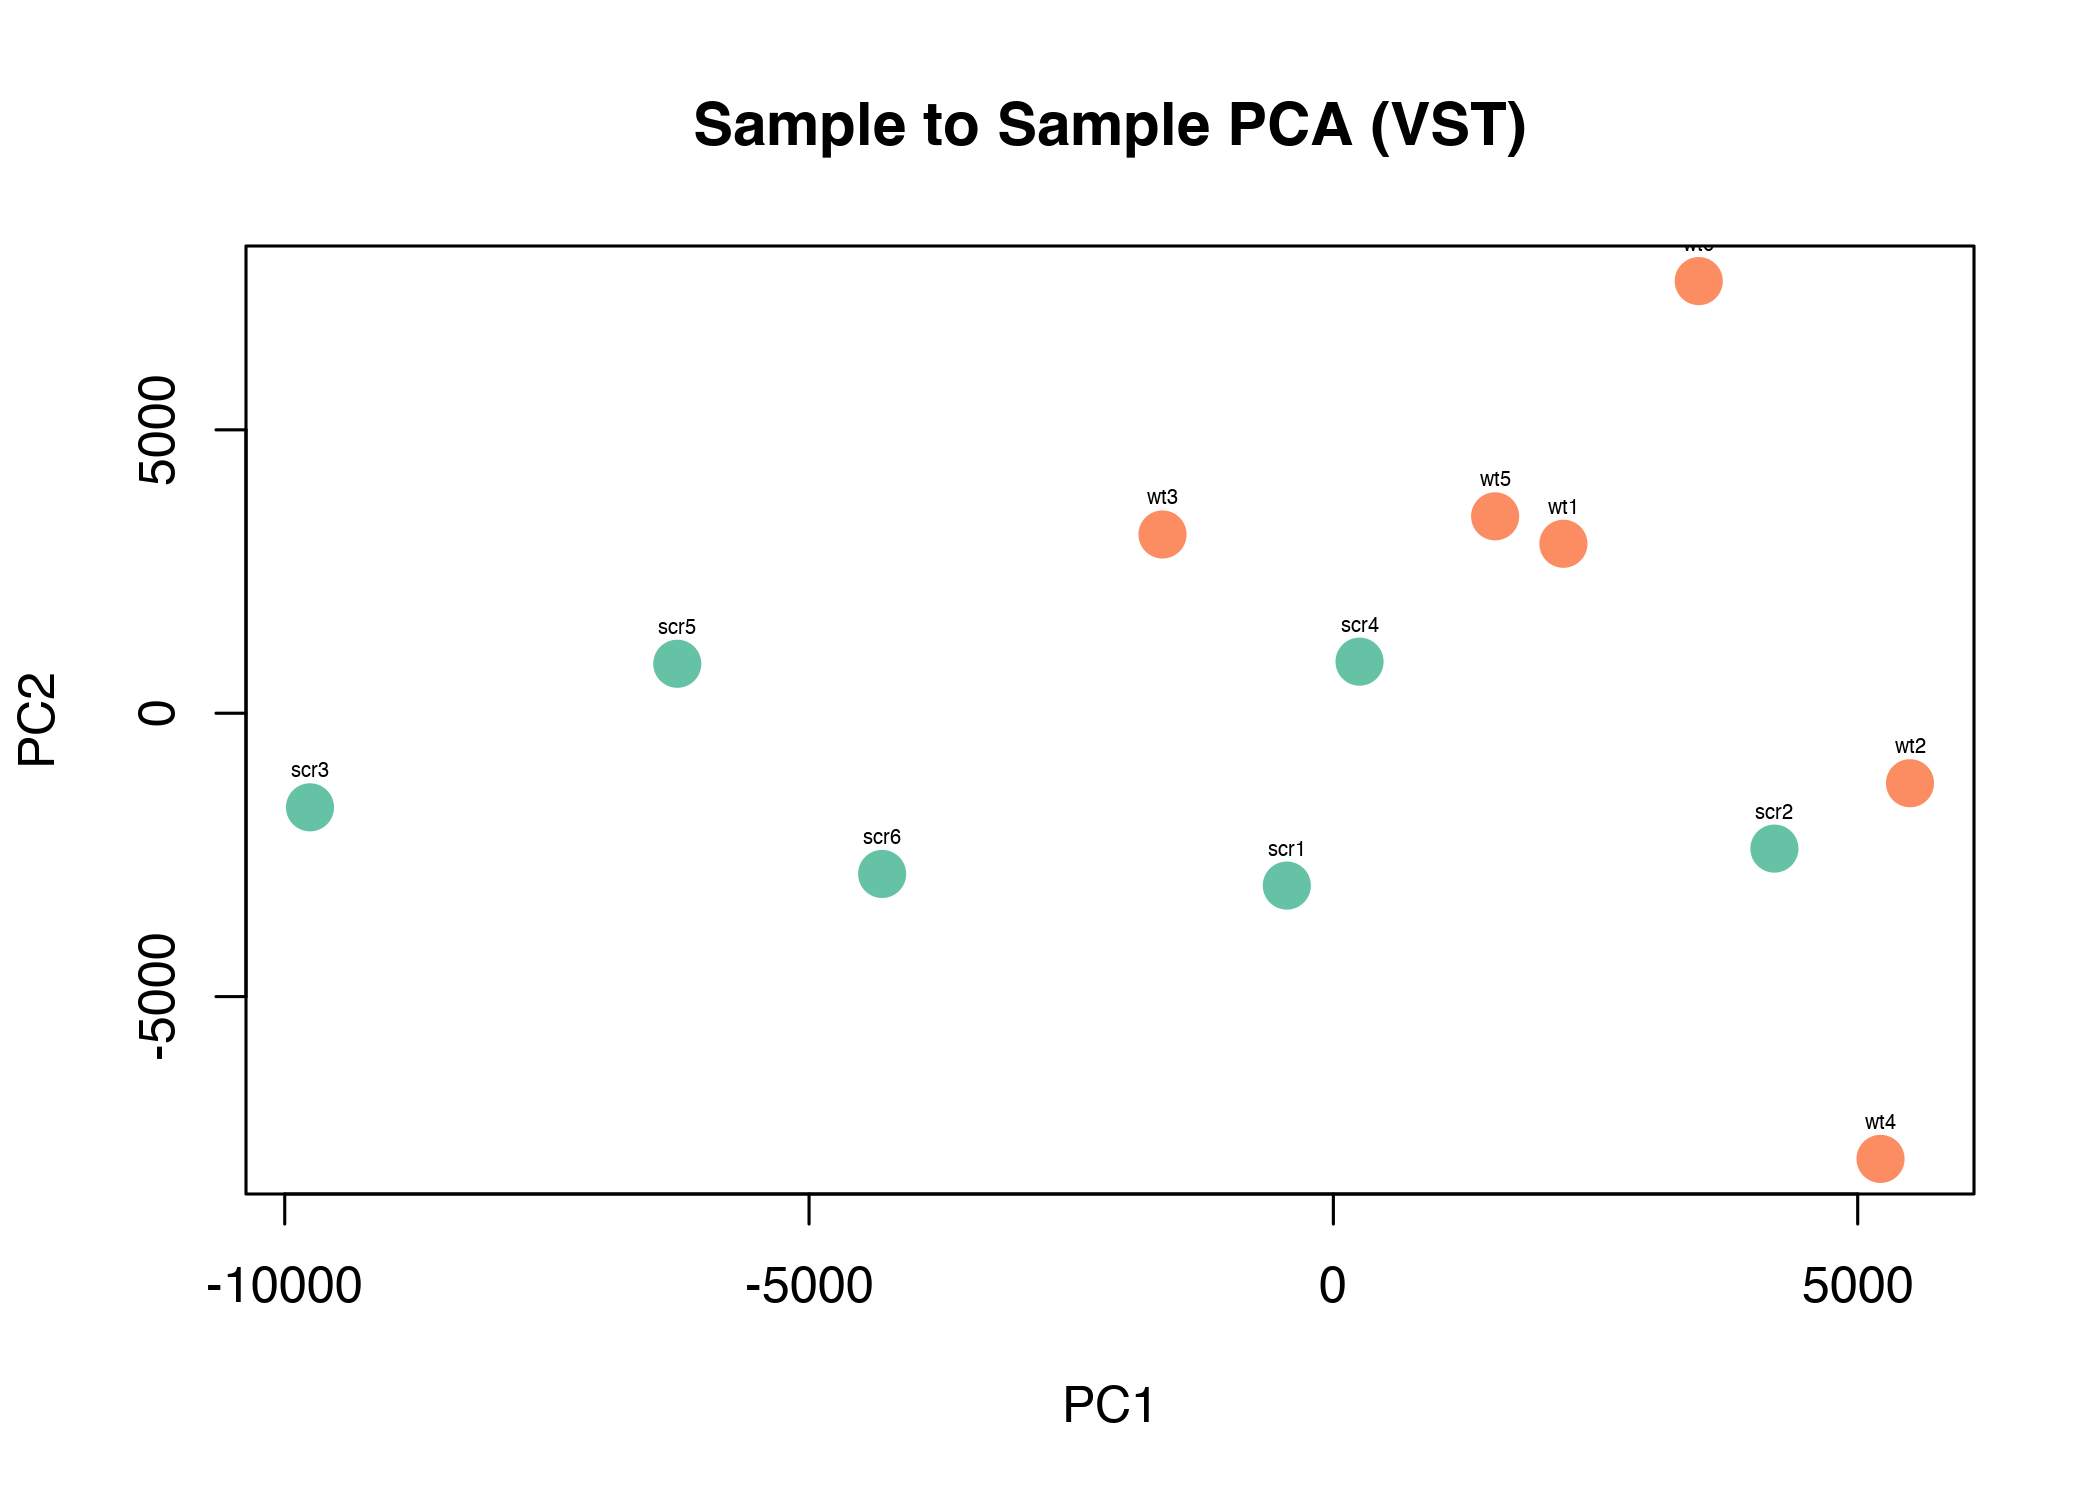 Sample to Sample PCA (VST)
5000
wt3
wt5
wt1
scr5
scr4
PC2
0
wt2
scr3
scr2
scr6
scr1
-5000
wt4
-10000
-5000
0
5000
PC1